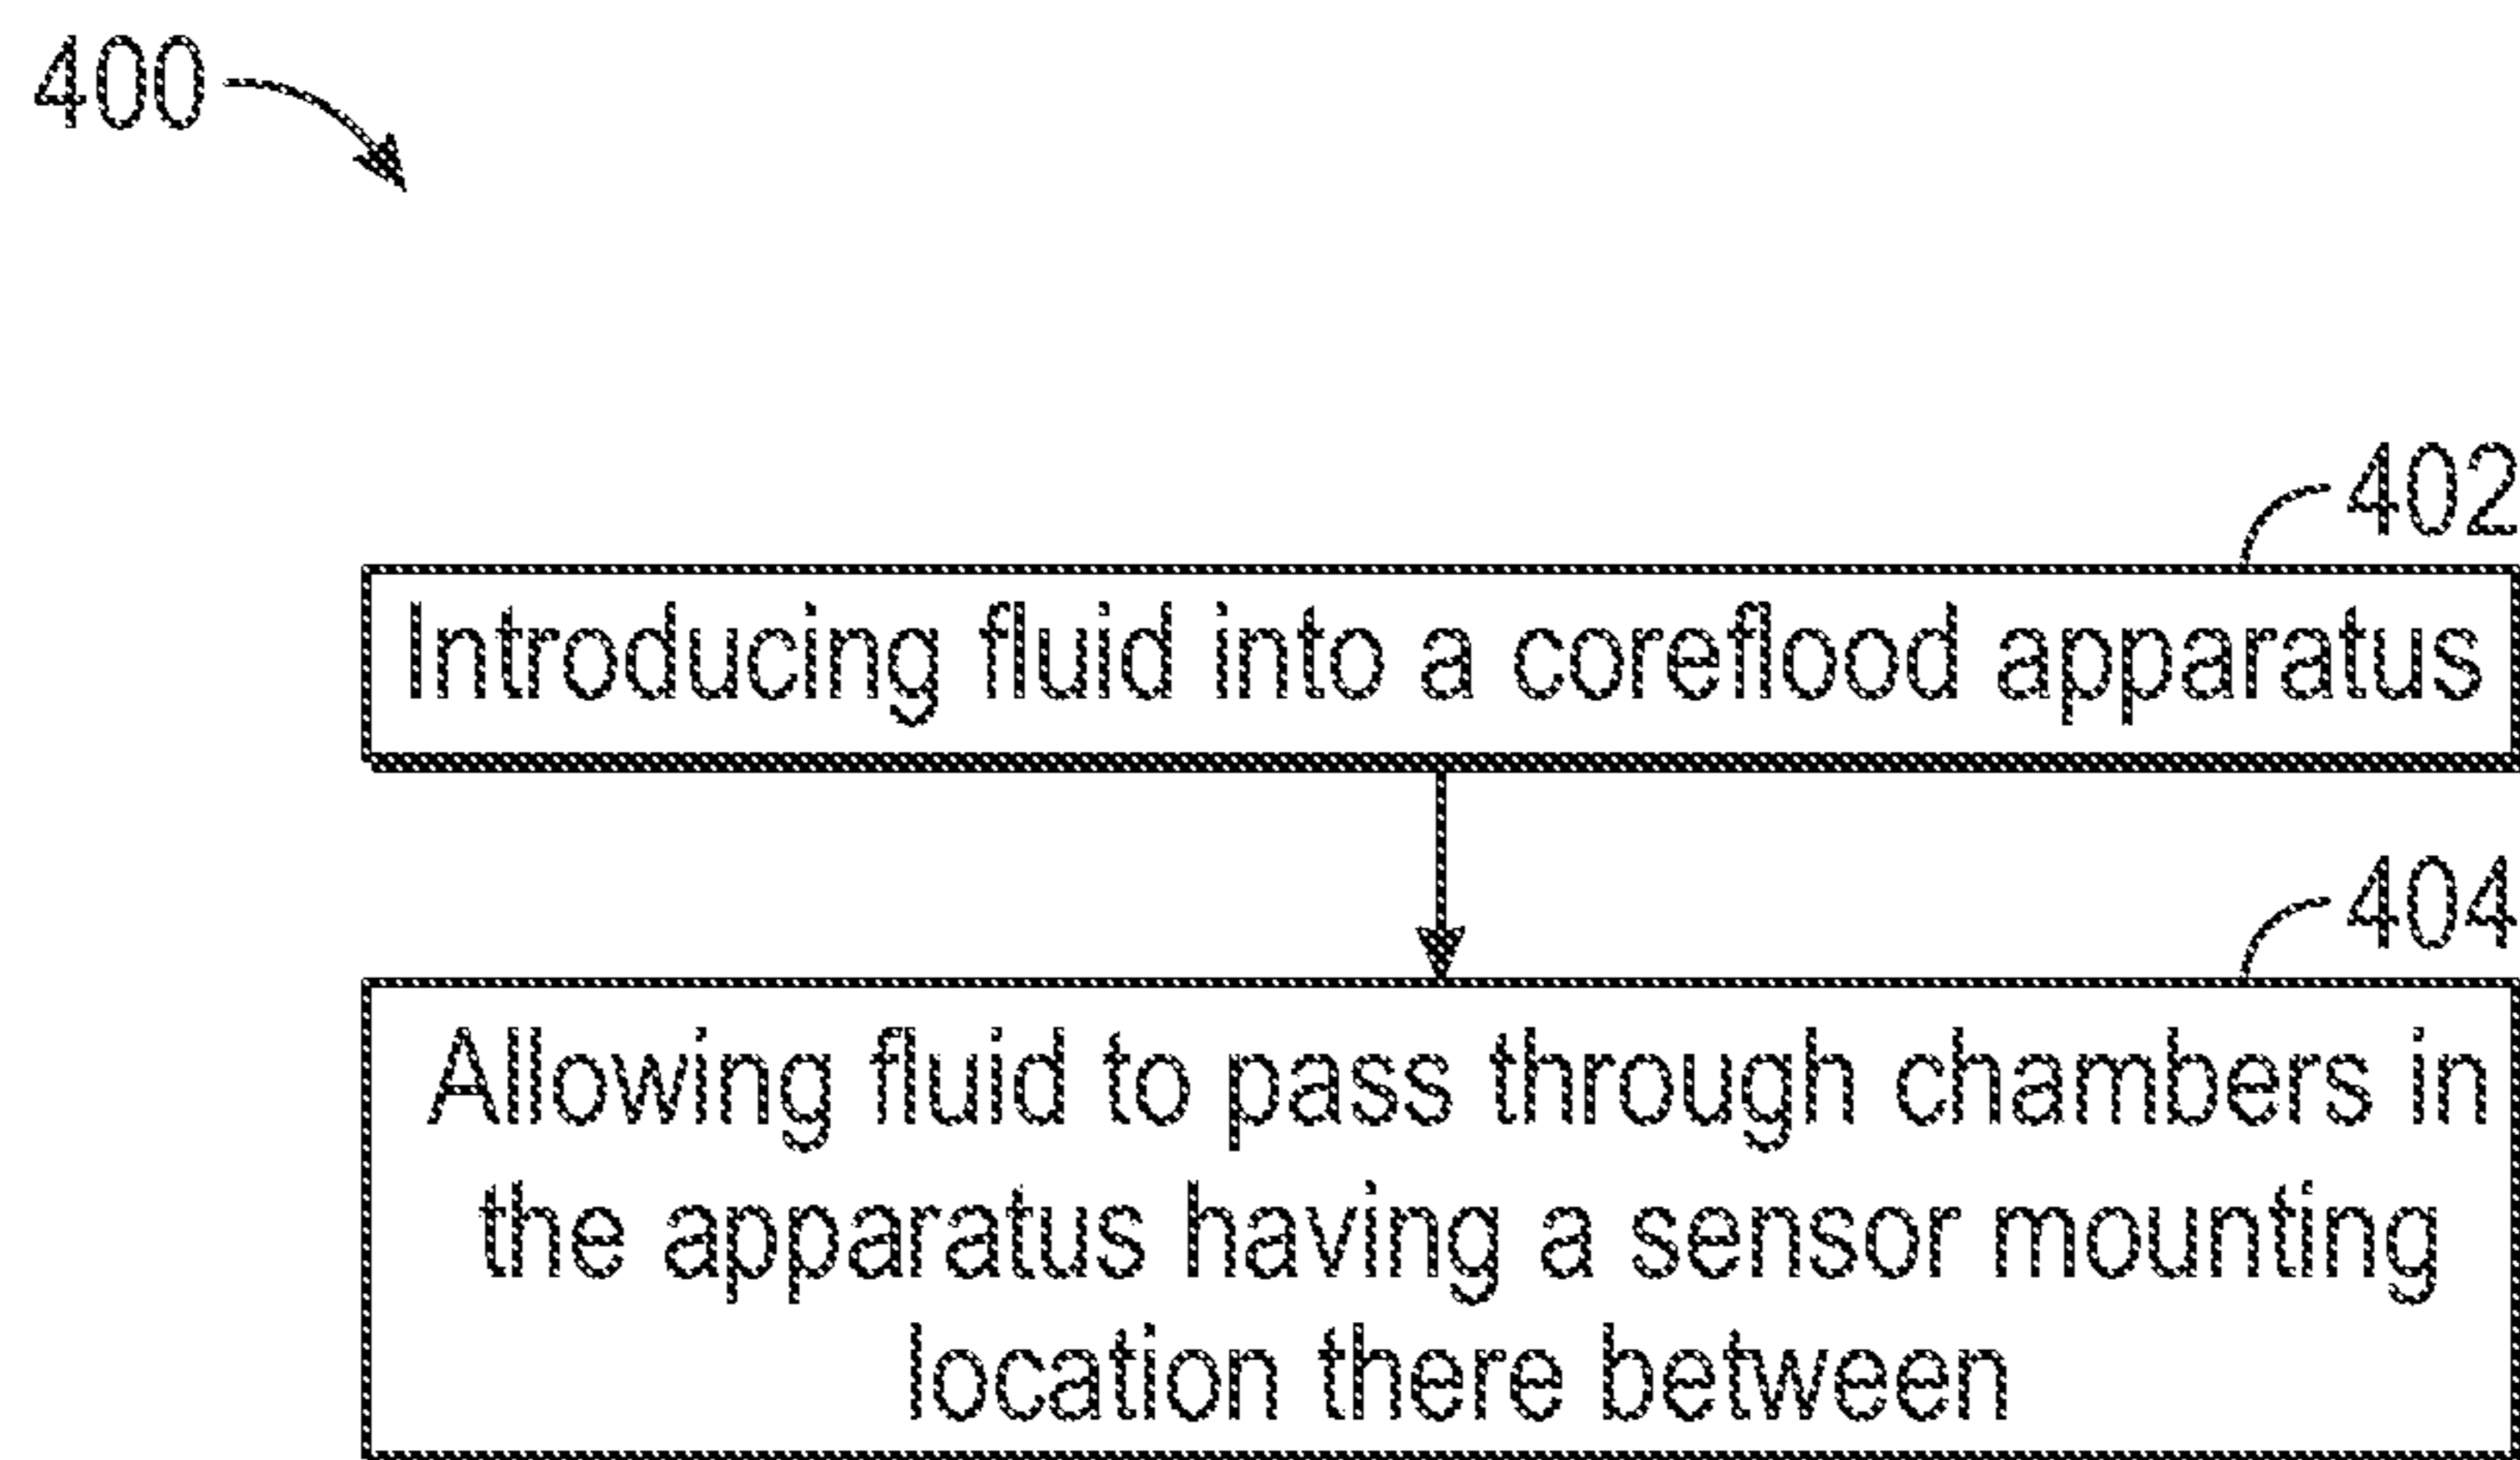 400
402
Introducing fluid into a coreflood apparatus
404
Allowing fluid to pass through chambers in
the apparatus having a sensor mounting
location there between